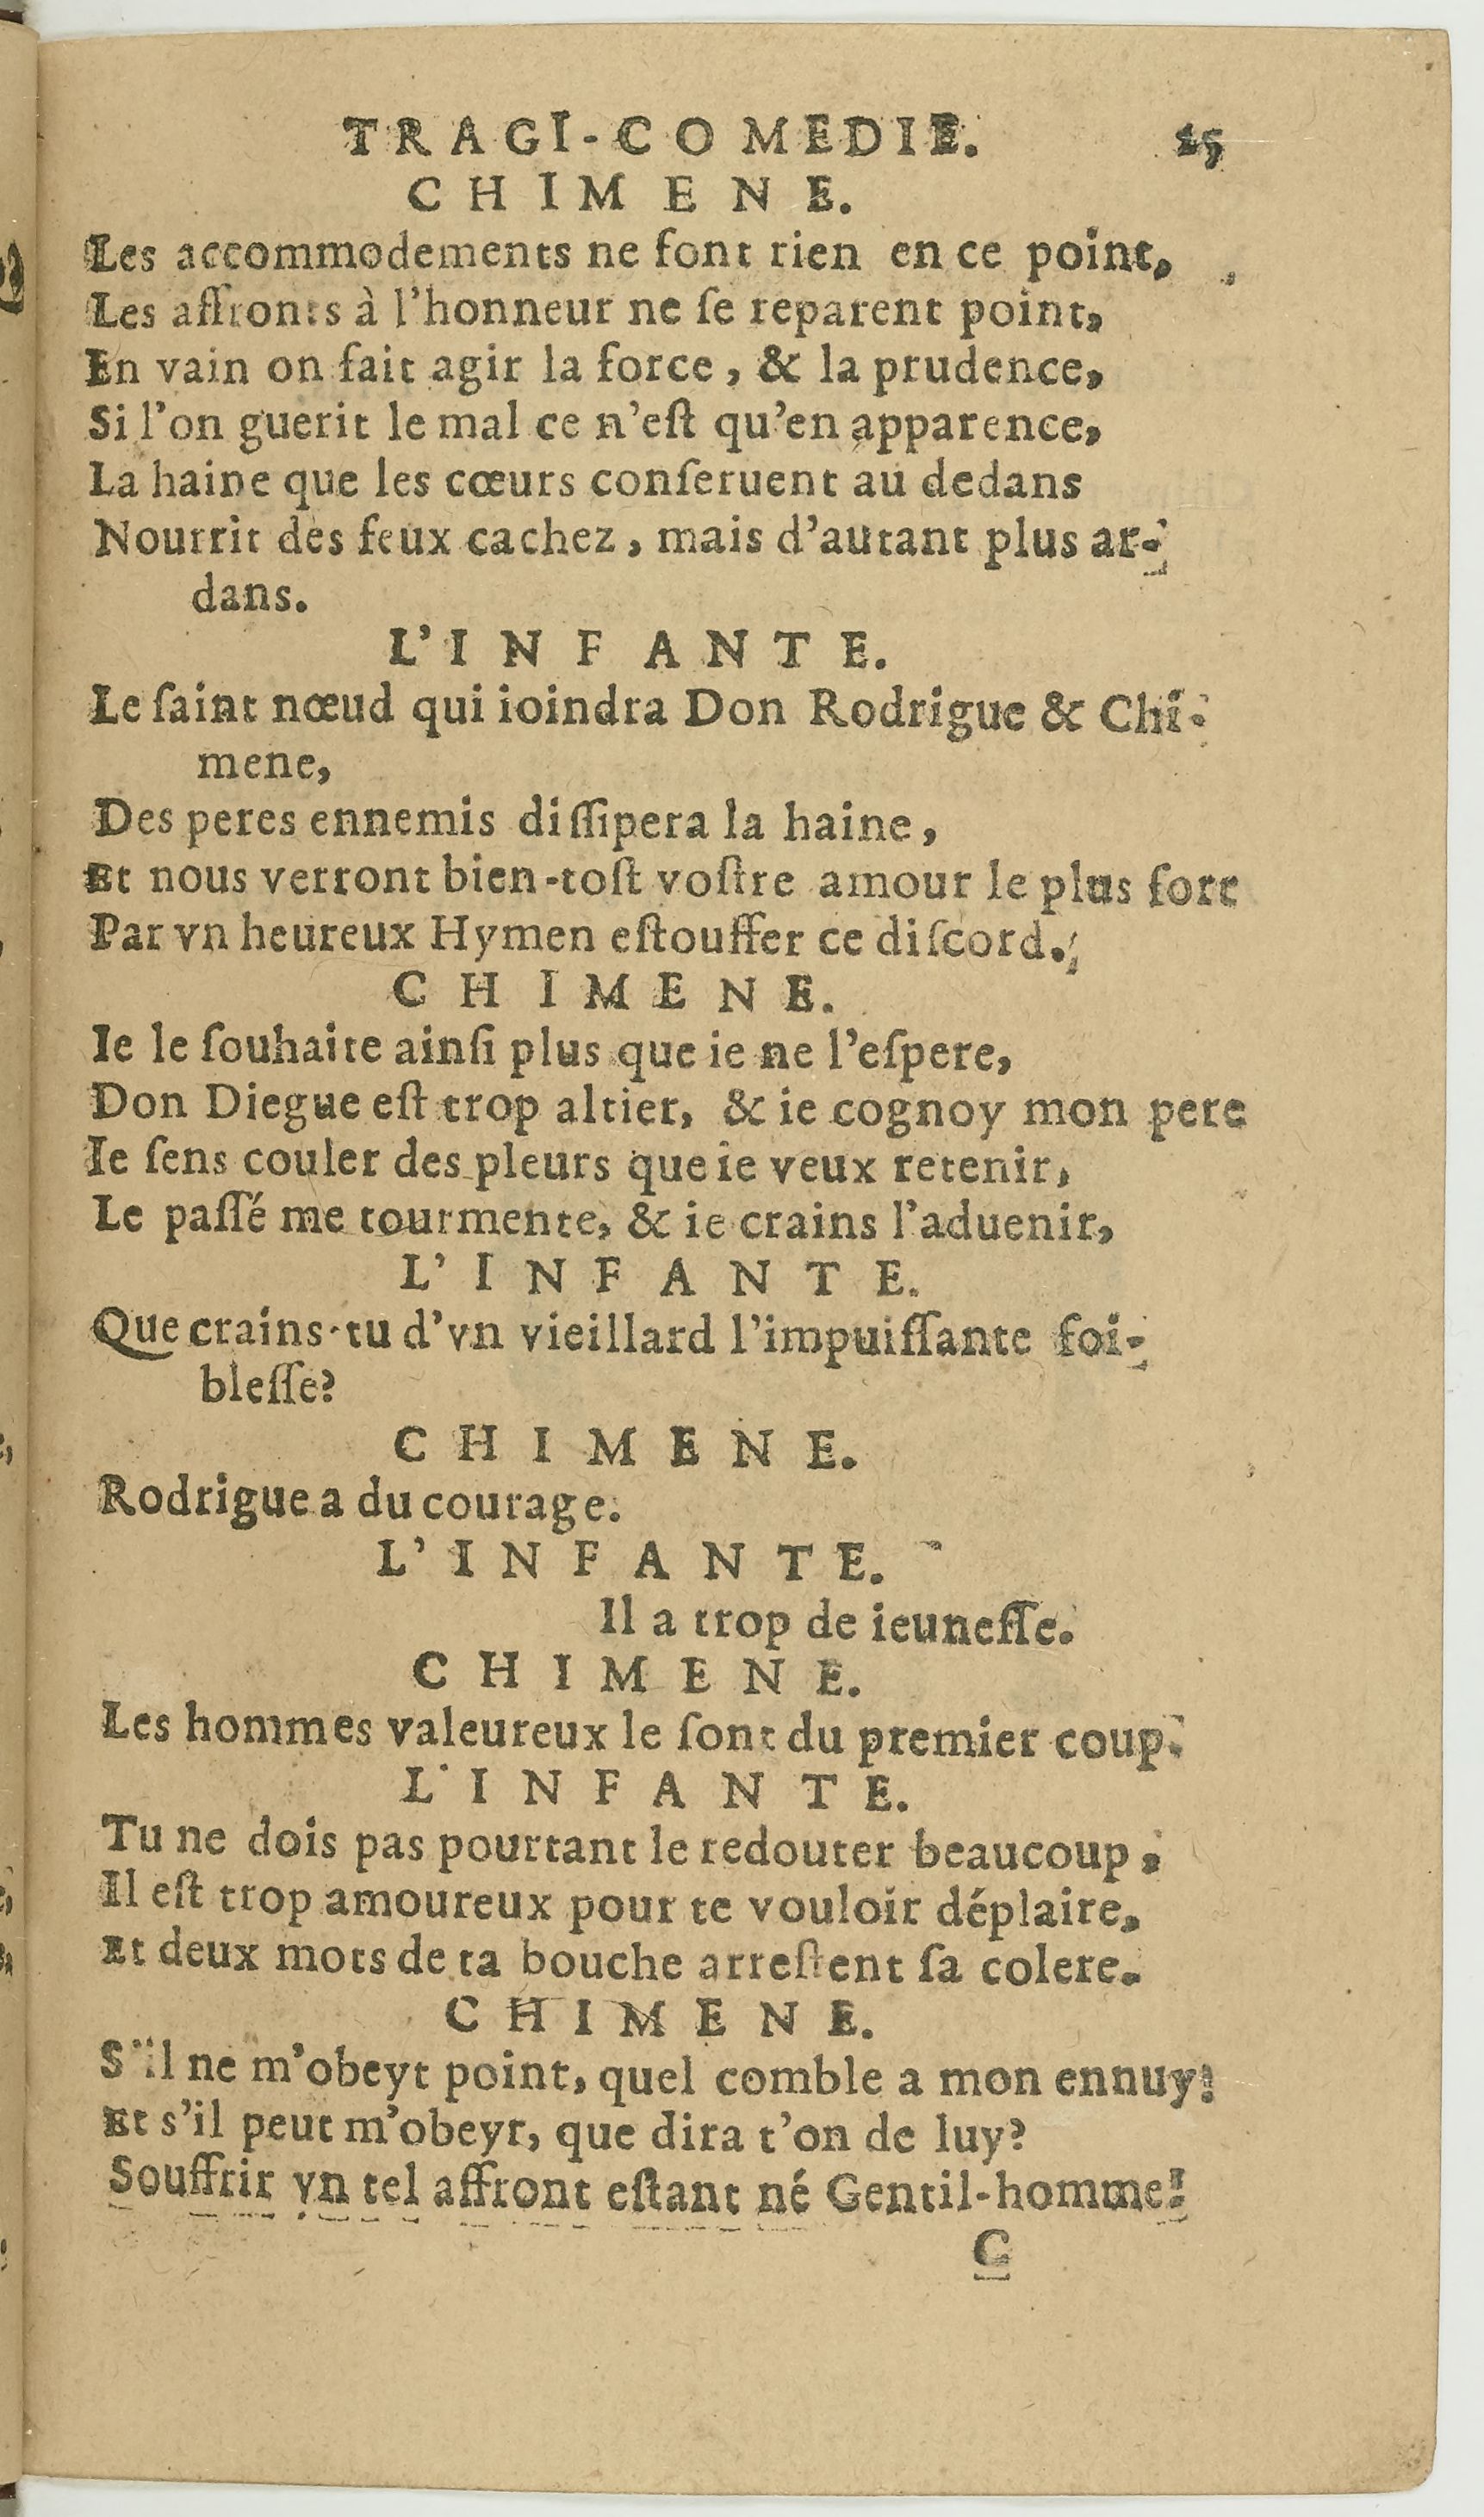 TRAGI-COMEDIE. 25
CHIMENE.
Les accommodements ne font rien en ce point,
Les affronts à l'honneur ne ſe reparent point,
En vain on fait agir la force, & la prudence,
Si l'on guerit le mal ce n'eſt qu'en apparence,
La haine que les cœurs conſeruent au dedans
Nourrit des feux cachez, mais d'autant plus ar-
dans.
L'INFANTE.
Le ſaint nœud qui ioindra Don Rodrigue & Chi-
mene,
Des peres ennemis diſſipera la haine,
Et nous verront bien-toſt voſtre amour le plus fort
Par vn heureux Hymen eſtouffer ce diſcord.
CHIMENE.
Ie le ſouhaite ainſi plus que ie ne l'eſpere,
Don Diegue eſt trop altier, & ie cognoy mon pere
Ie ſens couler des pleurs que ie veux retenir,
Le paſſé me tourmente, & ie crains l'aduenir,
L'INFANTE.
Que crains-tu d'vn vieillard l'impuiſſante foi-
bleſſe?
CHIMENE.
Rodrigue a du courage.
L'INFANTE.
Il a trop de ieuneſſe.
CHIMENE.
Les hommes valeureux le ſont du premier coup.
L'INFANTE.
Tu ne dois pas pourtant le redouter beaucoup,
Il eſt trop amoureux pour te vouloir déplaire,
Et deux mots de ta bouche arreſtent ſa colere.
CHIMENE.
S'il ne m'obeyt point, quel comble a mon ennuy!
Et s'il peut m'obeyr, que dira t'on de luy?
Souffrir vn tel affront eſtant né Gentil-homme!
C